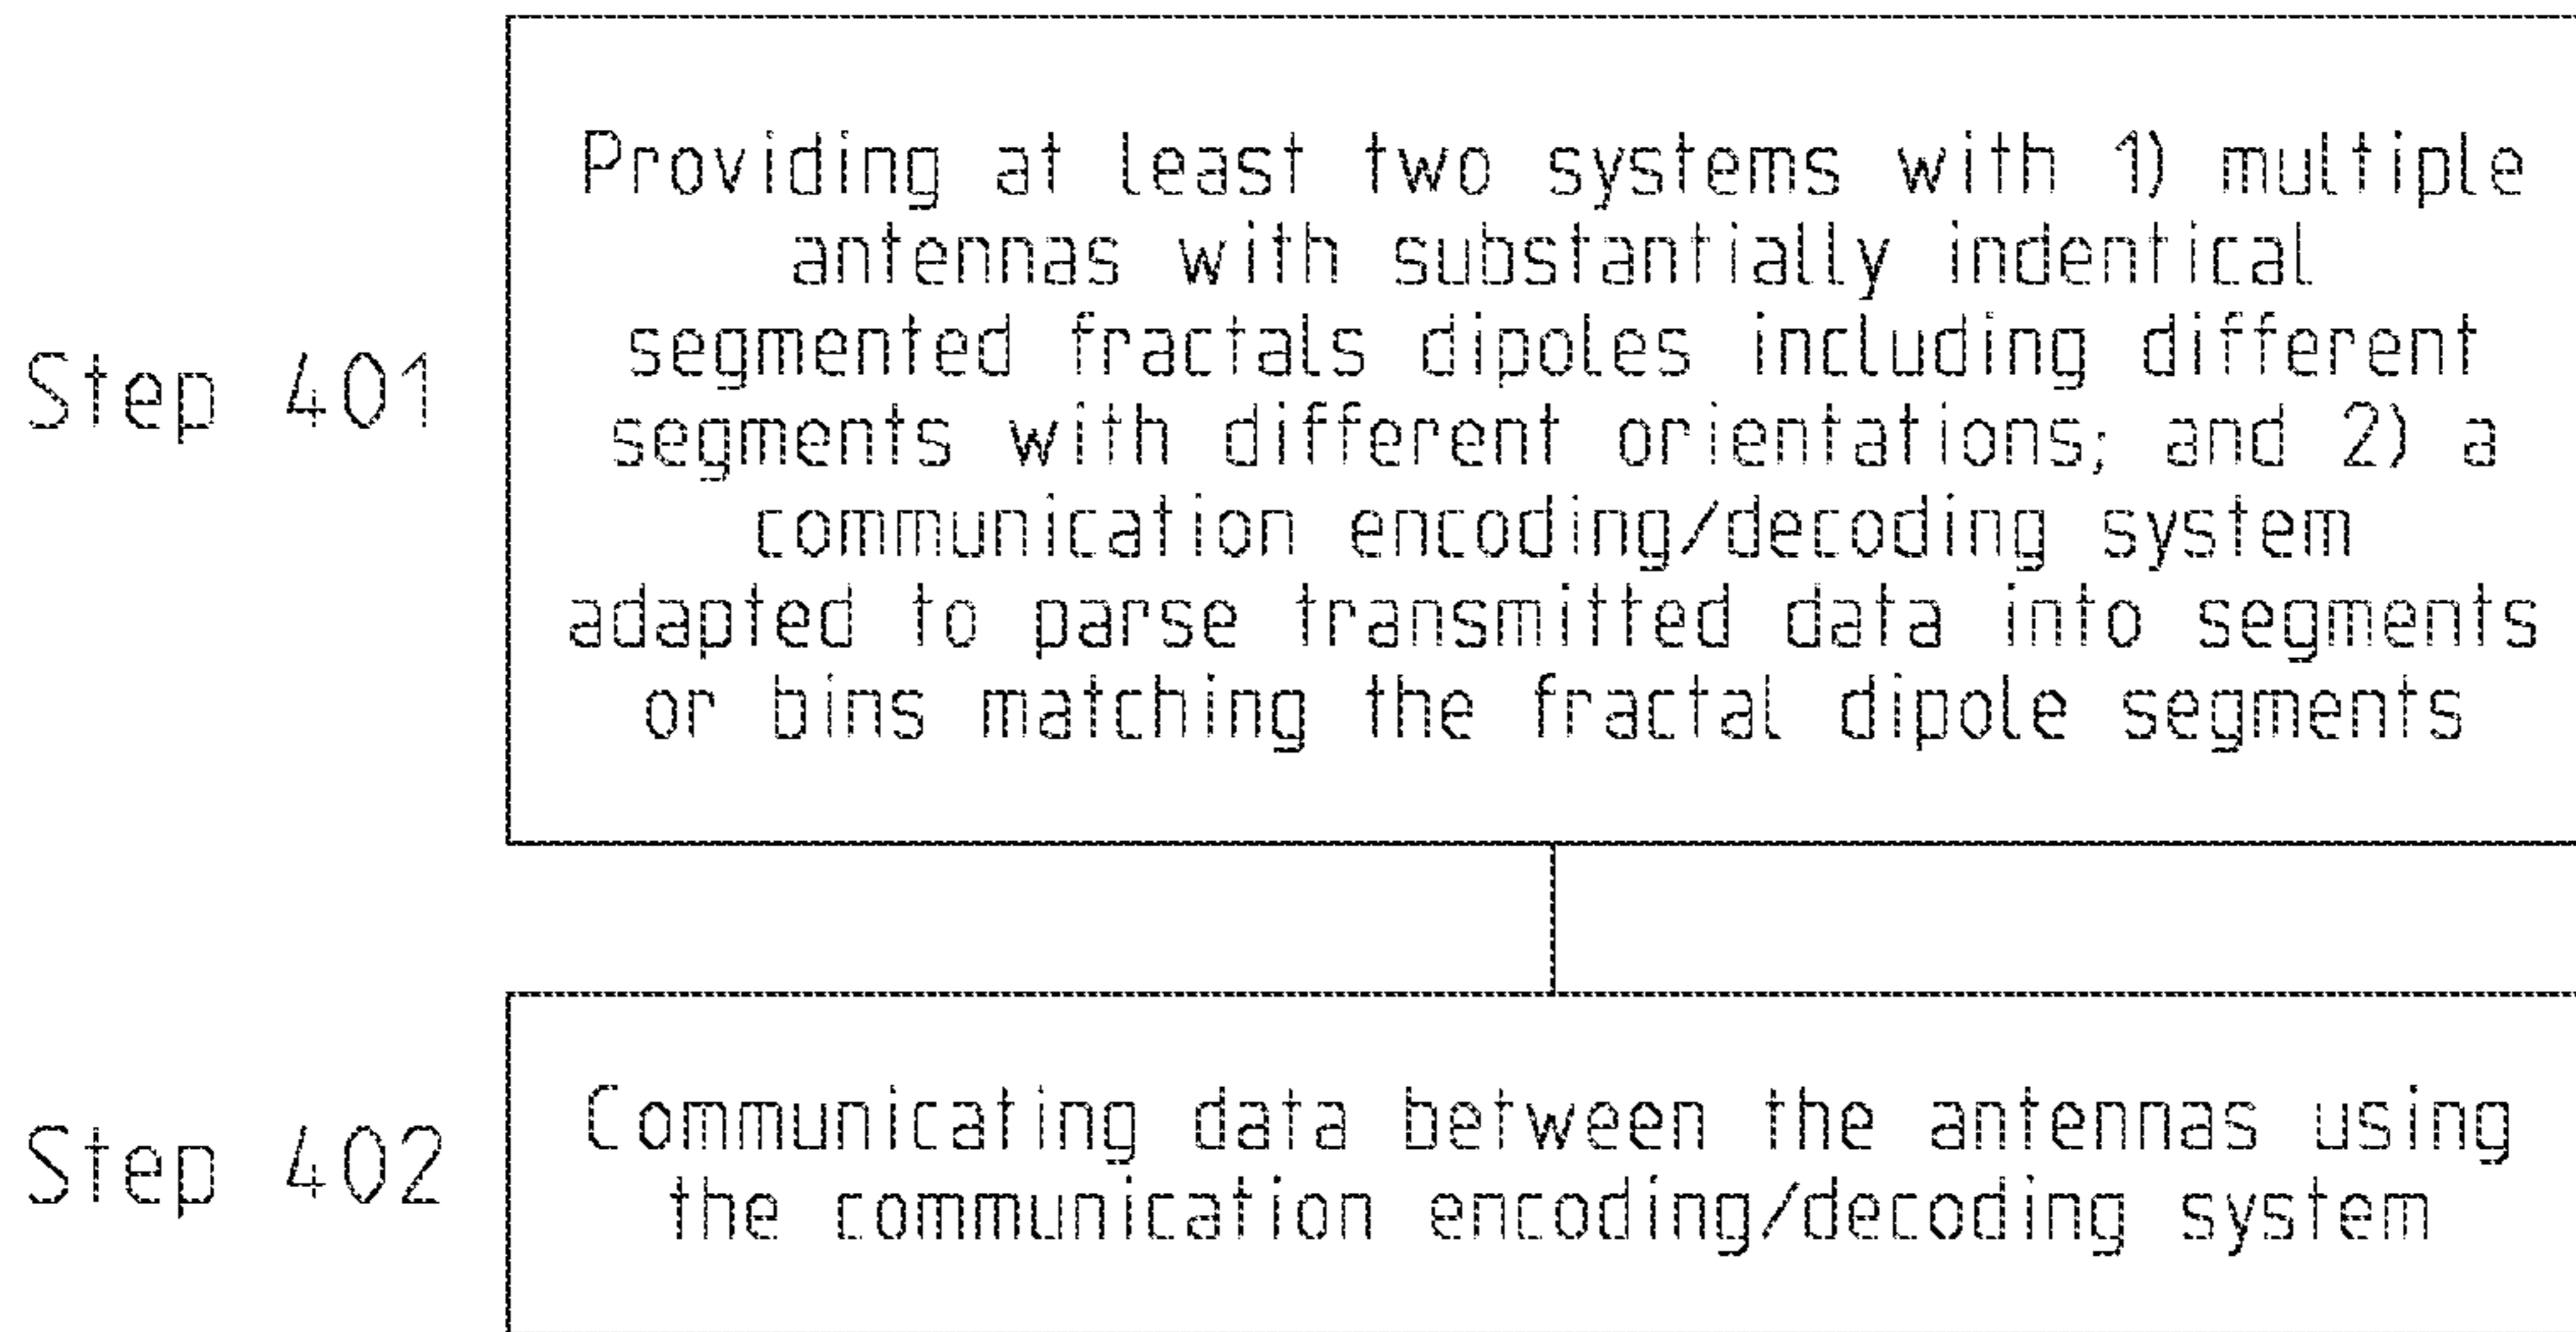 Providing at least two systems with 1) multiple
antennas with substantially indentical
segmented fractals dipoles including different
Step 401
segments with different orientations; and 2) a
communication encoding/decoding system
adapted to parse transmitted data into segments
or bins matching the fractal dipole segments
Communicating data between the antennas using
Step 402
the communication encoding/decoding system